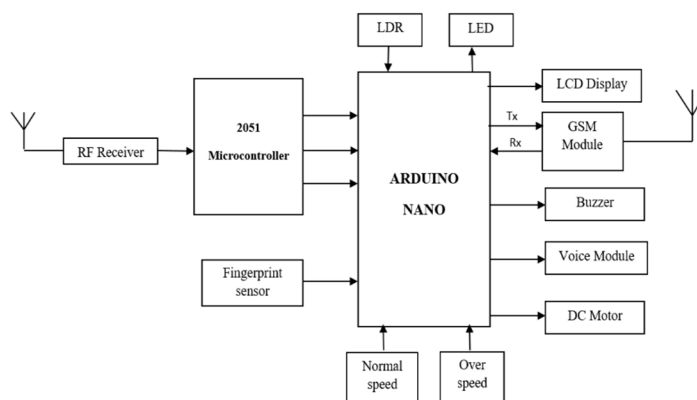 LDR
LED
LCD Display
2051
Microcontroller
Tx
GSM
Module
Rx
RF Receiver
ARDUINO
NANO
Buzzer
Fingerprint
sensor
Voice Module
DC Motor
Normal
speed
Over
speed